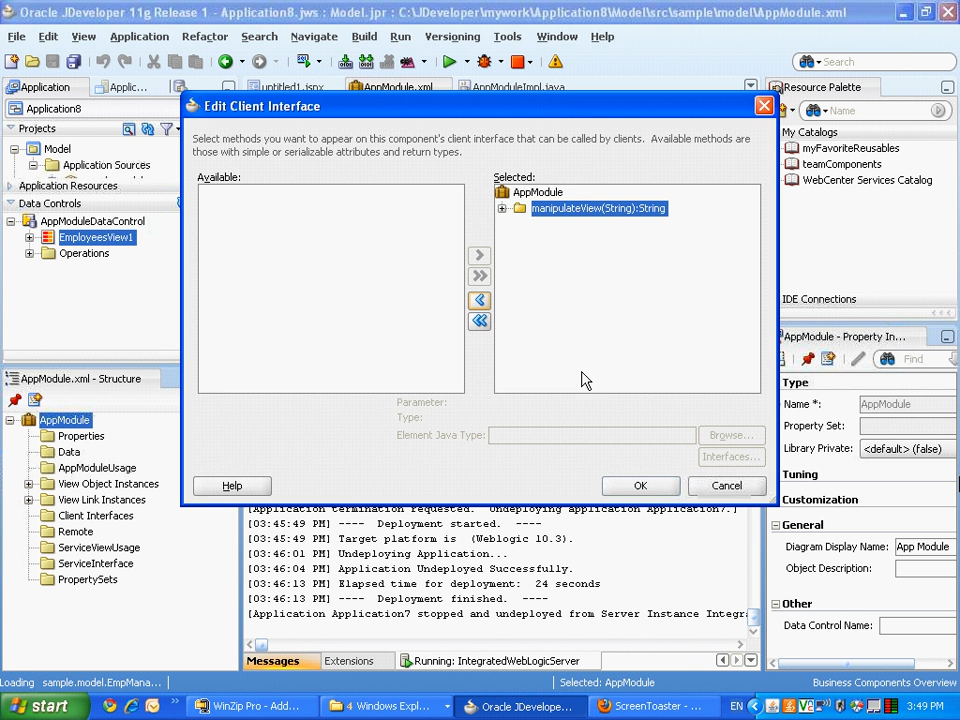 Oracle JDeveloper 11g Release 1 - Application8.jws : Model.jpr : C:\JDeveloper\mywork\Application8\Model\src\sample\model\AppModule.xml
File Edit View Application Refactor Search Navigate Build Run Versioning Tools Window Help
Search
Application
Applic...
untitled1.jspx
AppModule.xml
AppModuleImpl.java
Resource Palette
Application8
Name
Projects
Model
Application Sources
Application Resources
Data Controls
AppModuleDataControl
EmployeesView1
Operations
My Catalogs
myFavoriteReusables
teamComponents
WebCenter Services Catalog
IDE Connections
Edit Client Interface
Select methods you want to appear on this component's client interface that can be called by clients. Available methods are
those with simple or serializable attributes and return types.
Available:
Selected:
AppModule
manipulateView(String):String
Parameter:
Type:
Element Java Type:
Browse...
Interfaces...
Help
OK
Cancel
AppModule.xml - Structure
AppModule
Properties
Data
AppModuleUsage
View Object Instances
View Link Instances
Client Interfaces
Remote
ServiceViewUsage
ServiceInterface
PropertySets
AppModule - Property In...
Find
Type
Name *:
AppModule
Property Set:
Library Private:
<default> (false)
Tuning
Customization
General
Diagram Display Name:
App Module
Object Description:
Other
Data Control Name:
[Application termination requested. Undeploying application Application7.]
[03:45:49 PM] ---- Deployment started. ----
[03:45:49 PM] Target platform is (Weblogic 10.3).
[03:46:01 PM] Undeploying Application...
[03:46:04 PM] Application Undeployed Successfully.
[03:46:13 PM] Elapsed time for deployment: 24 seconds
[03:46:13 PM] ---- Deployment finished. ----
[Application Application7 stopped and undeployed from Server Instance Integra
Messages
Extensions
Running: IntegratedWebLogicServer
Loading sample.model.EmpMana...
Selected: AppModule
Business Components Overview
start
WinZip Pro - Add...
4 Windows Expl...
Oracle JDevelope...
ScreenToaster - ...
EN
3:49 PM